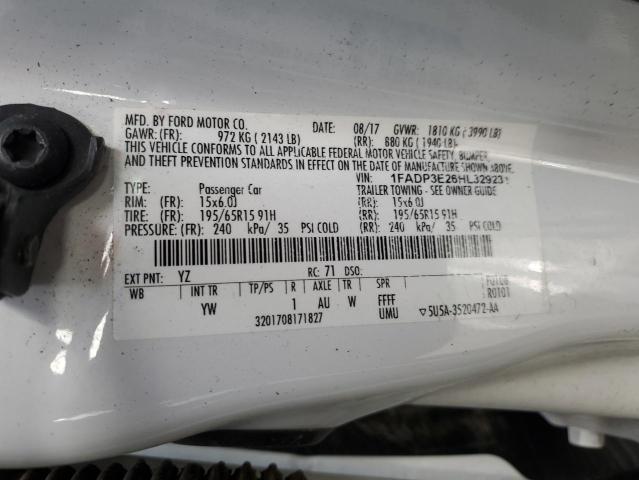 MFD. BY FORD MOTOR CO. DATE: 08/17 GVWR: 1810 KG ( 3990 LB)
GAWR: (FR): 972 KG ( 2143 LB) (RR): 880 KG ( 1940 LB)
THIS VEHICLE CONFORMS TO ALL APPLICABLE FEDERAL MOTOR VEHICLE SAFETY, BUMPER,
AND THEFT PREVENTION STANDARDS IN EFFECT ON THE DATE OF MANUFACTURE SHOWN ABOVE.
VIN: 1FADP3E26HL32923
TYPE: Passenger Car TRAILER TOWING - SEE OWNER GUIDE
RIM: (FR) 15x6.0J (RR): 15x6.0J
TIRE: (FR) 195/65R15 91H (RR): 195/65R15 91H
PRESSURE: (FR) 240 kPa/ 35 PSI COLD (RR): 240 kPa/ 35 PSI COLD
EXT PNT: YZ RC: 71 DSO:
WB INT TR TP/PS R AXLE TR SPR
YW 1 AU W FFFF
3201708171827 UMU ▽5U5A-3520472-AA